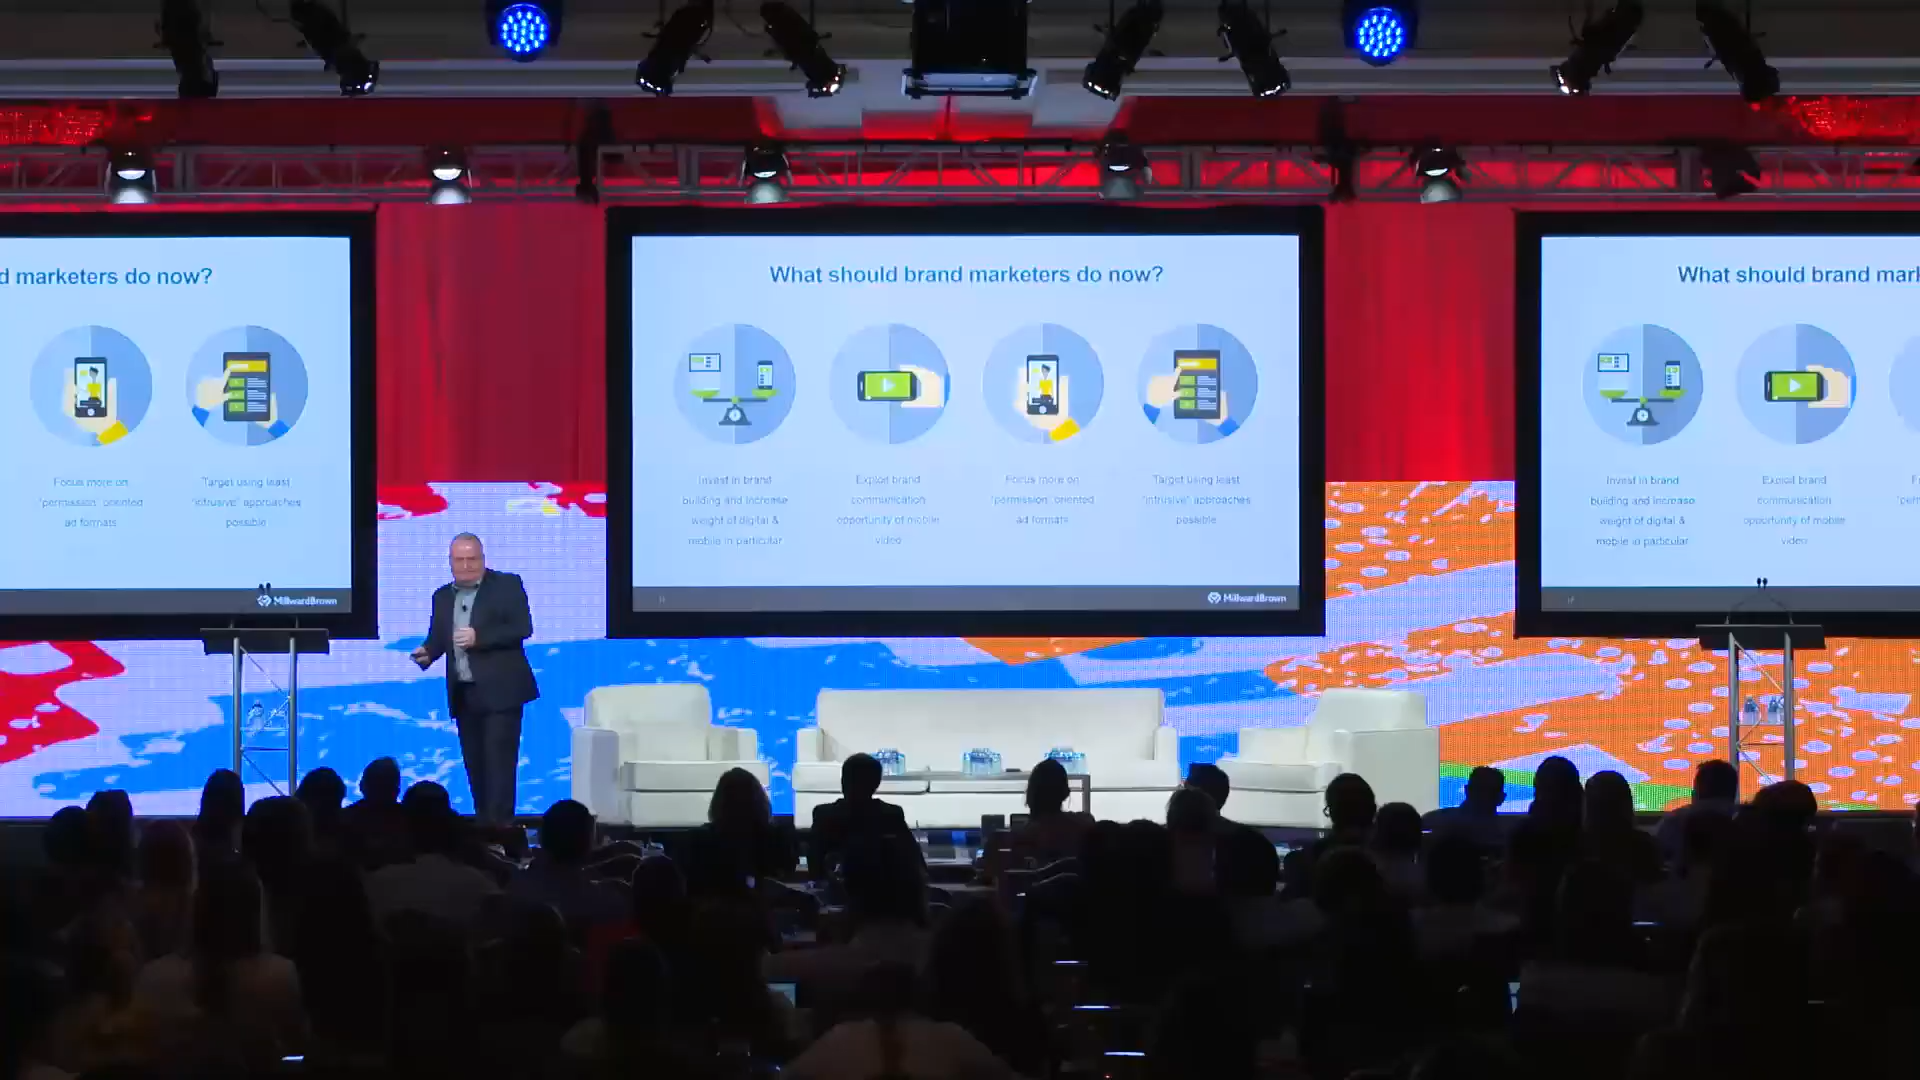 d marketers do now?
Focus more on
"permission" oriented
ad formats
Target using least
"intrusive" approaches
possible
MillwardBrown
What should brand marketers do now?
Invest in brand
building and increase
weight of digital &
mobile in particular
Exploit brand
communication
opportunity of mobile
video
Focus more on
"permission" oriented
ad formats
Target using least
"intrusive" approaches
possible
MillwardBrown
What should brand mark
Invest in brand
building and increase
weight of digital &
mobile in particular
Exploit brand
communication
opportunity of mobile
video